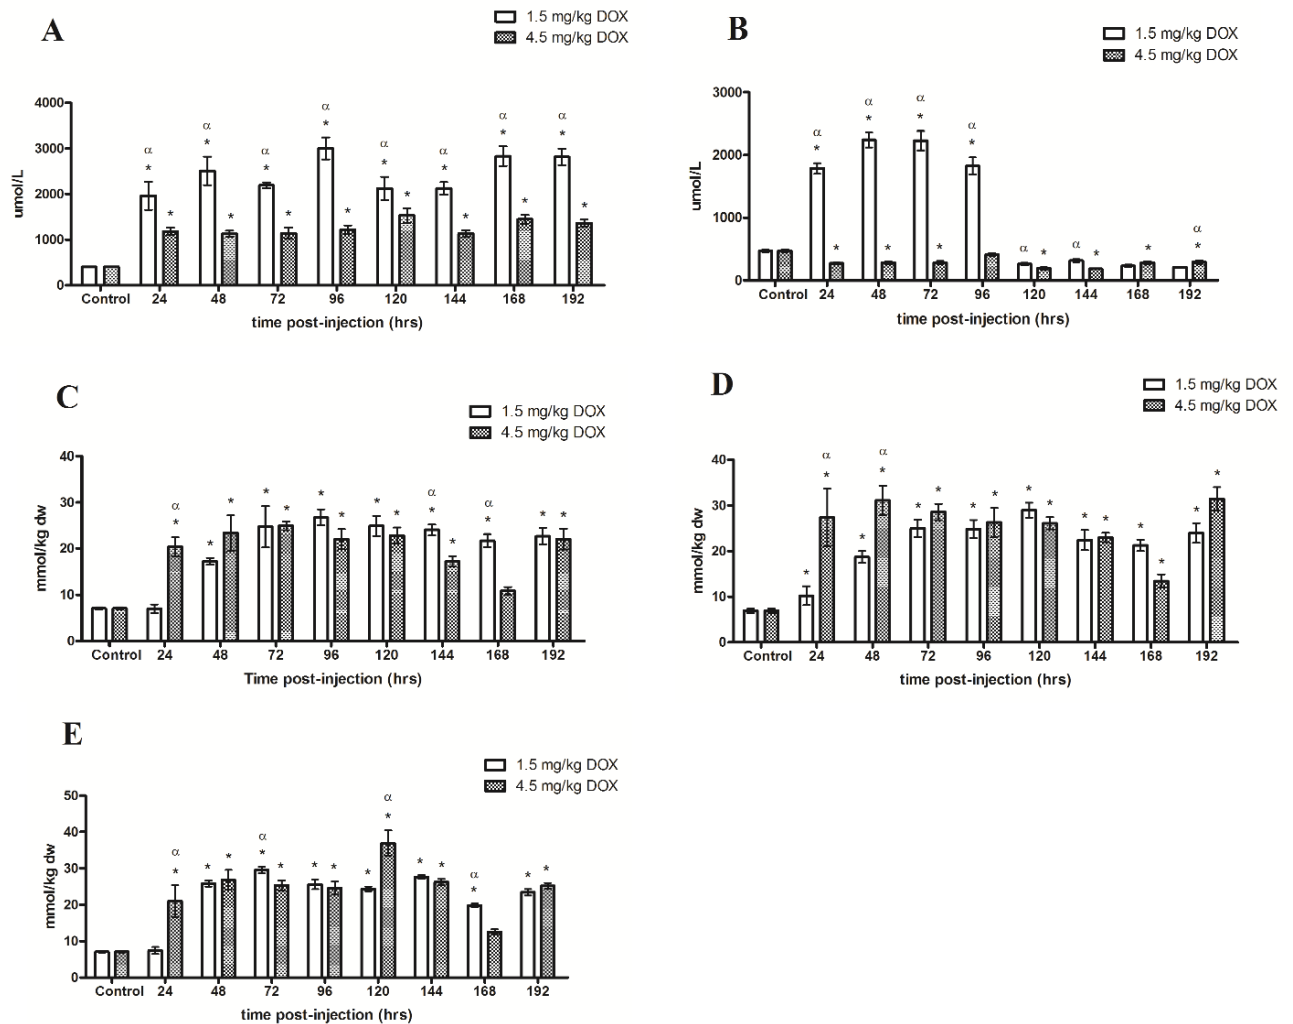 A
1.5 mg/kg DOX
4.5 mg/kg DOX
umol/L
4000
3000
2000
1000
0
α α α α α α α α
* * * * * * * *
* * * * * * * *
Control 24 48 72 96 120 144 168 192
time post-injection (hrs)
B
1.5 mg/kg DOX
4.5 mg/kg DOX
umol/L
3000
2000
1000
0
α α α α α α α
* * * * * * * * * *
Control 24 48 72 96 120 144 168 192
time post-injection (hrs)
C
1.5 mg/kg DOX
4.5 mg/kg DOX
mmol/kg dw
40
30
20
10
0
α α α
* * * * * * * * * * * * * *
Control 24 48 72 96 120 144 168 192
Time post-injection (hrs)
D
1.5 mg/kg DOX
4.5 mg/kg DOX
mmol/kg dw
40
30
20
10
0
α α
* * * * * * * * * * * * * * * *
Control 24 48 72 96 120 144 168 192
time post-injection (hrs)
E
1.5 mg/kg DOX
4.5 mg/kg DOX
mmol/kg dw
50
40
30
20
10
0
α α α α
* * * * * * * * * * * * * *
Control 24 48 72 96 120 144 168 192
time post-injection (hrs)